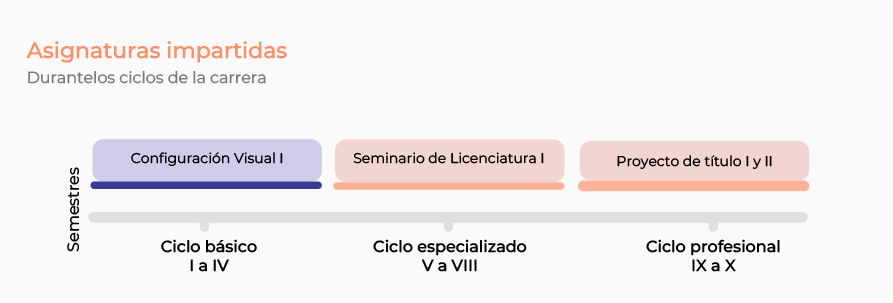 Asignaturas impartidas
Durantelos ciclos de la carrera
Configuración Visual I
Seminario de Licenciatura I
Proyecto de título I y II
Semestres
Ciclo básico
I a IV
Ciclo especializado
V a VIII
Ciclo profesional
IX a X